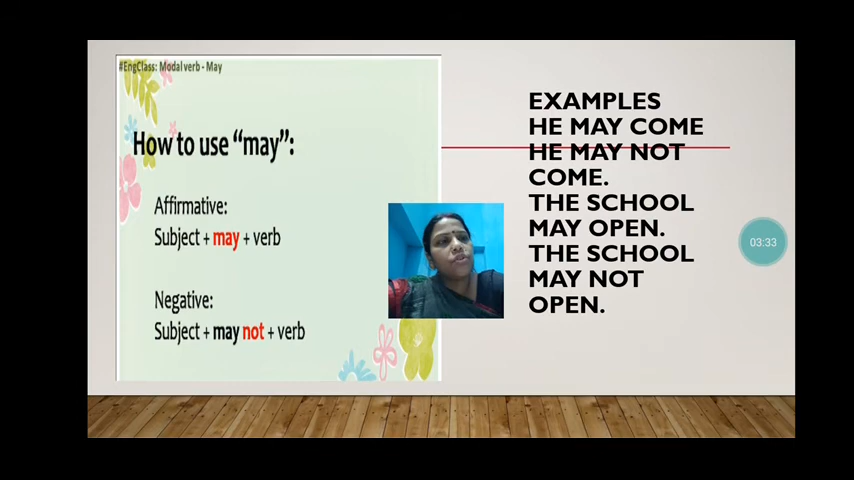 #EngClass: Modal verb - May
How to use “may”:
Affirmative:
Subject + may + verb
Negative:
Subject + may not + verb
EXAMPLES
HE MAY COME
HE MAY NOT
COME.
THE SCHOOL
MAY OPEN.
THE SCHOOL
MAY NOT
OPEN.
03:33